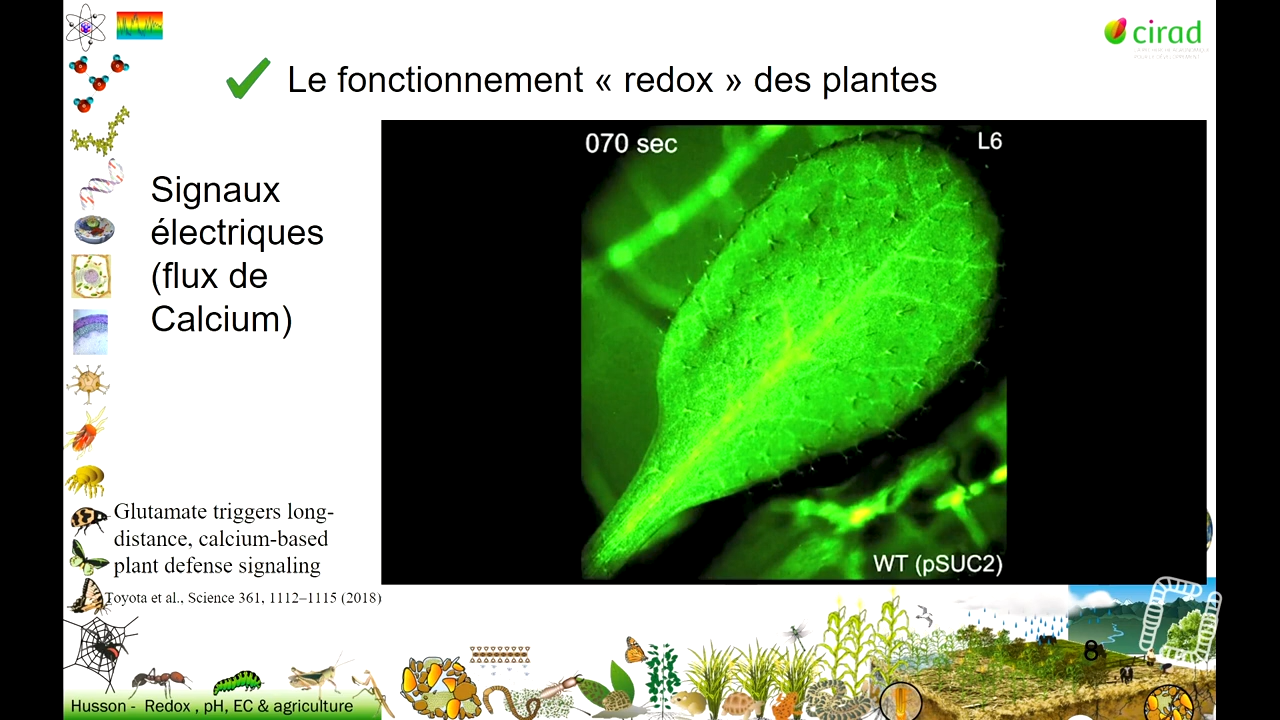 cirad
Le fonctionnement « redox » des plantes
070 sec
L6
Signaux
électriques
(flux de
Calcium)
Glutamate triggers long-
distance, calcium-based
plant defense signaling
Toyota et al., Science 361, 1112–1115 (2018)
WT (pSUC2)
8
Husson - Redox , pH, EC & agriculture